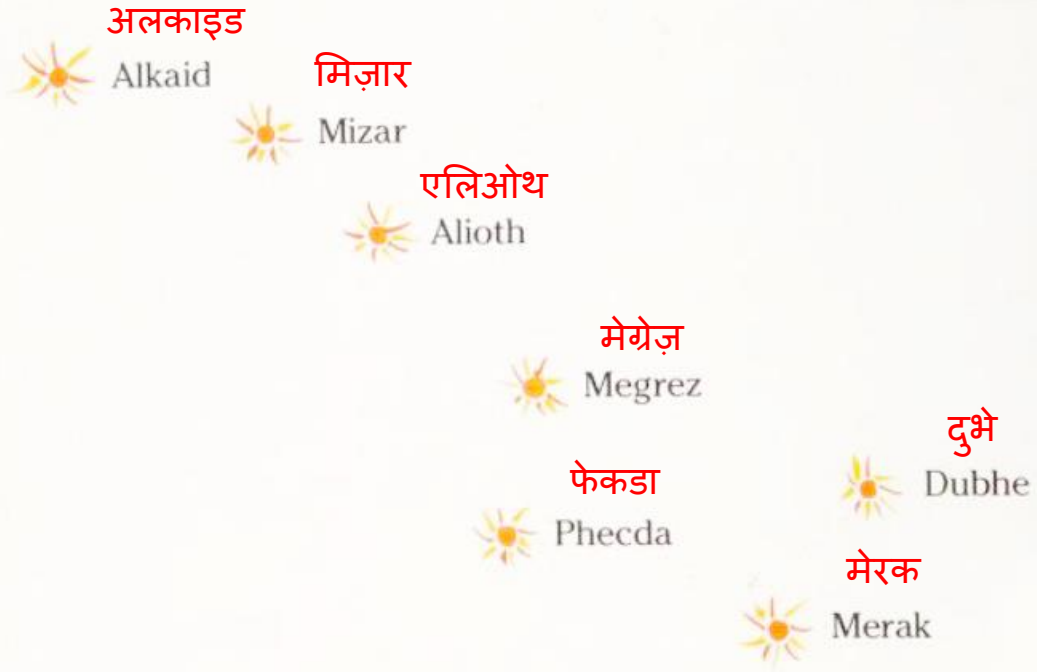 अलकाइड
Alkaid
मिज़ार
Mizar
एलिओथ
Alioth
मेग्रेज़
Megrez
दुभे
Dubhe
फेकडा
Phecda
मेरक
Merak